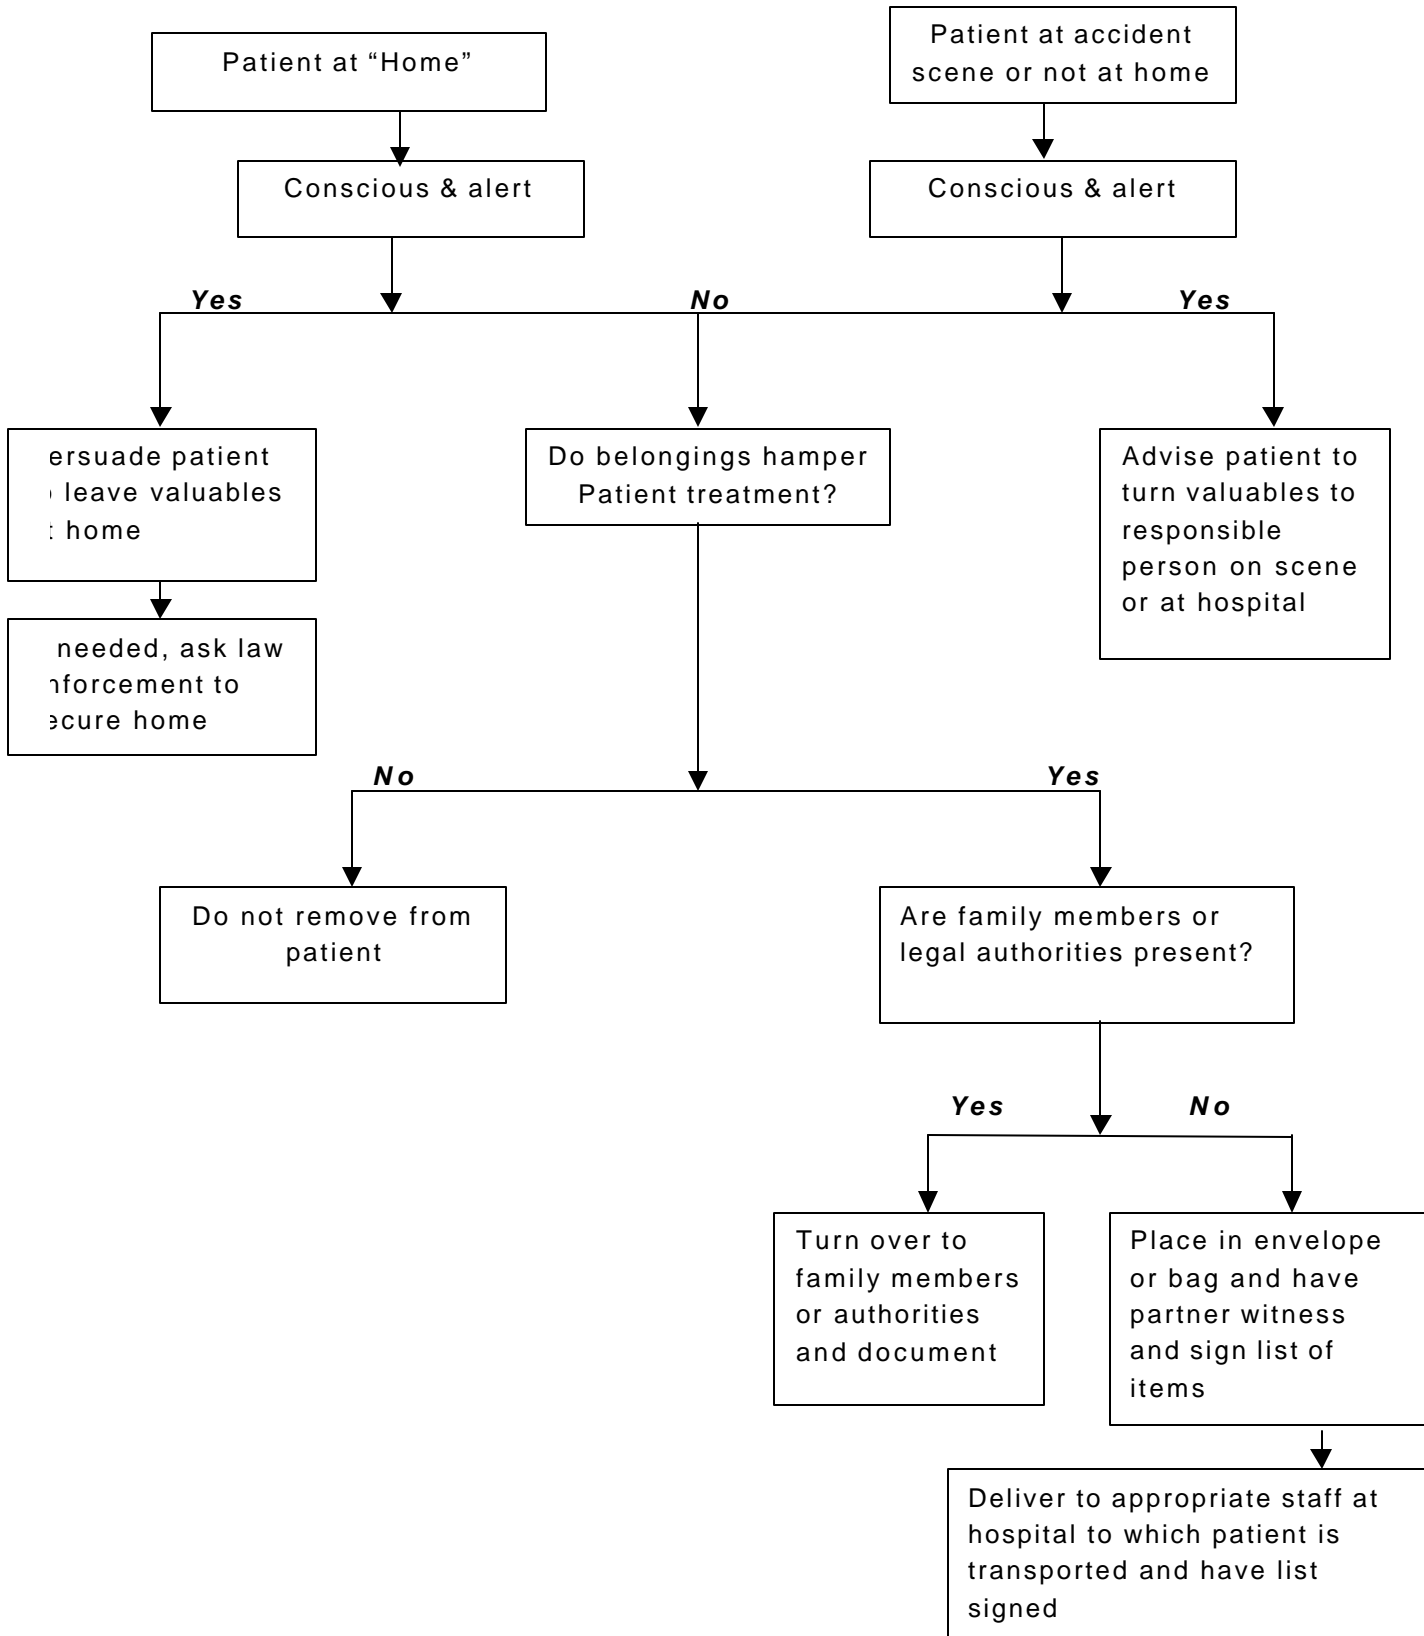 Patient at “Home”
Patient at accident
scene or not at home
Conscious & alert
Conscious & alert
Yes
No
Yes
ersuade patient
leave valuables
home
Do belongings hamper
Patient treatment?
Advise patient to
turn valuables to
responsible
person on scene
or at hospital
needed, ask law
nforcement to
ecure home
No
Yes
Do not remove from
patient
Are family members or
legal authorities present?
Yes
No
Turn over to
family members
or authorities
and document
Place in envelope
or bag and have
partner witness
and sign list of
items
Deliver to appropriate staff at
hospital to which patient is
transported and have list
signed